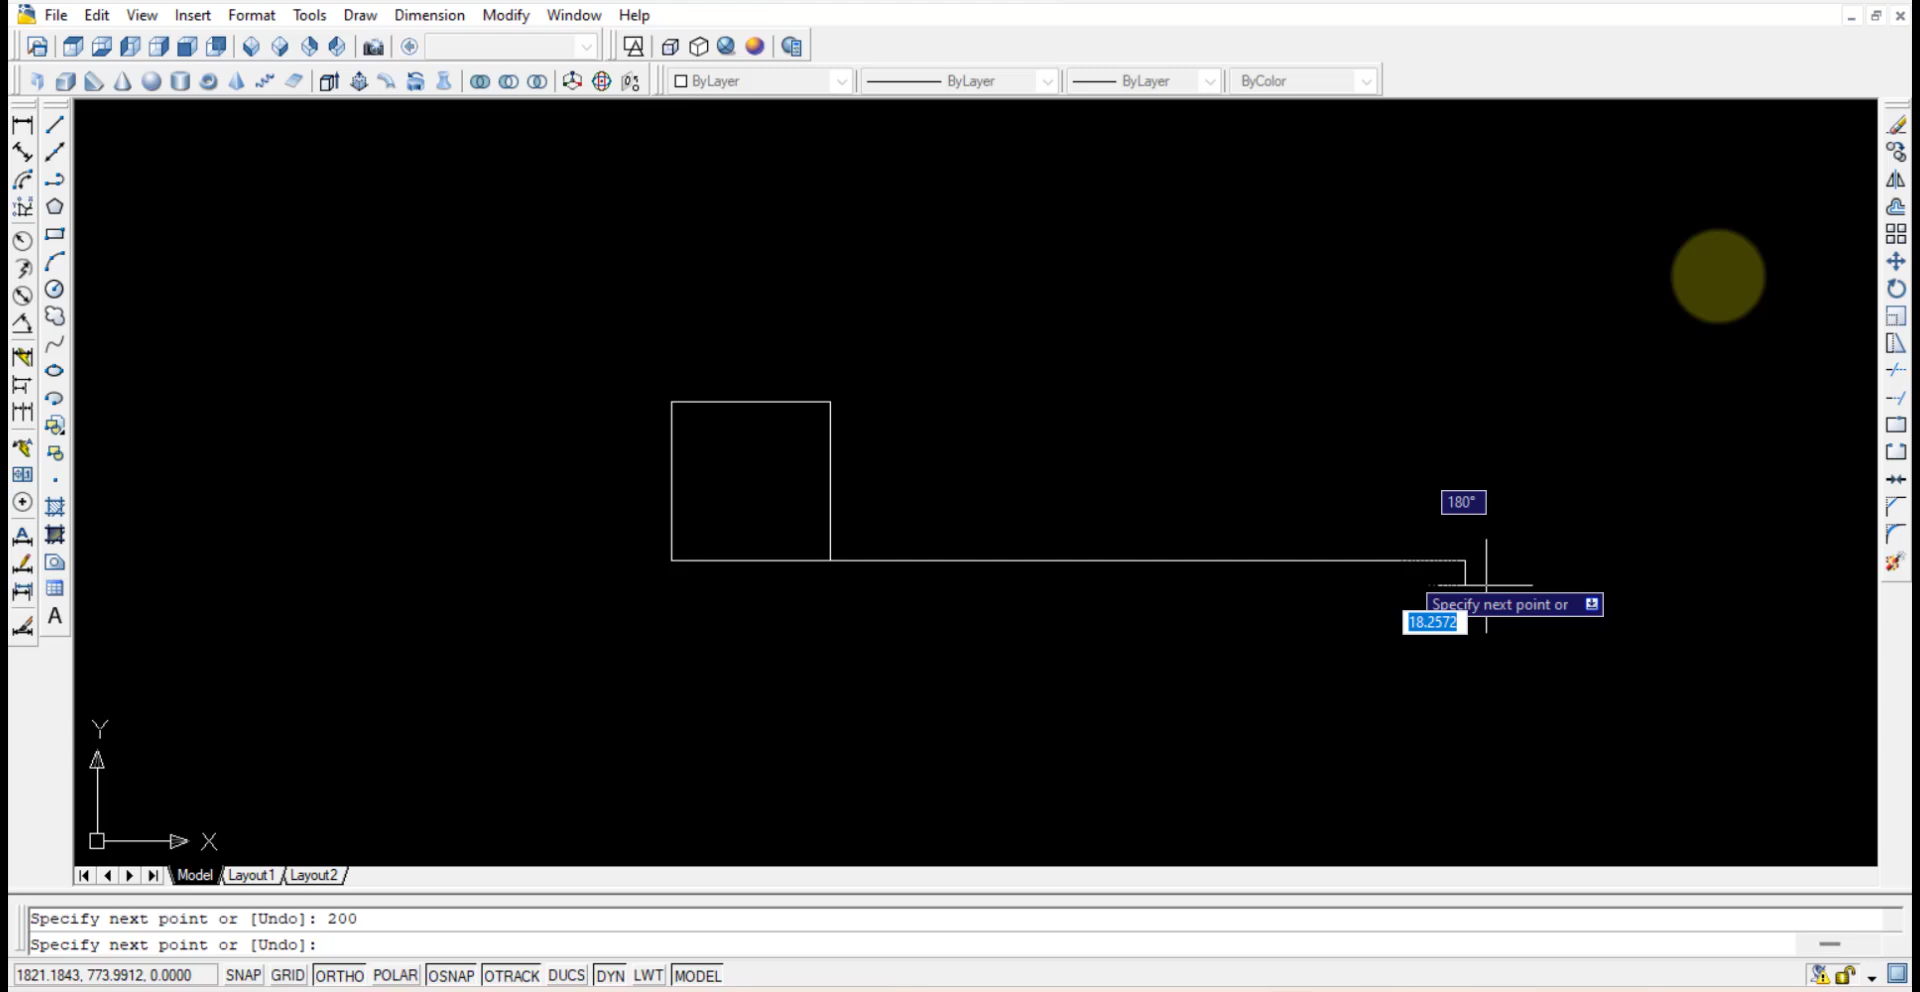 File Edit View Insert Format Tools Draw Dimension Modify Window Help
ByLayer ByLayer ByLayer ByColor
180°
Specify next point or
18.2572
Y
X
A
Model Layout1 Layout2
Specify next point or [Undo]: 200
Specify next point or [Undo]:
1821.1843, 773.9912, 0.0000 SNAP GRID ORTHO POLAR OSNAP OTRACK DUCS DYN LWT MODEL